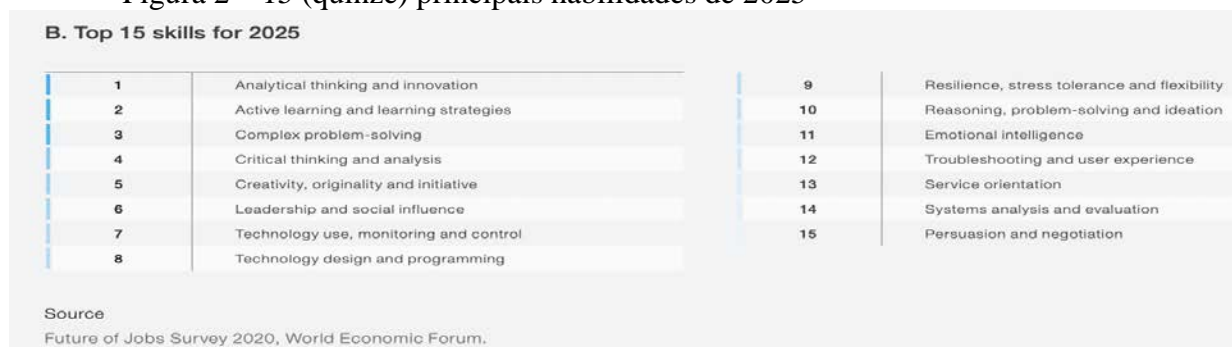 Figura 2 – 15 (quinze) principais habilidades de 2025
B. Top 15 skills for 2025
1 Analytical thinking and innovation
2 Active learning and learning strategies
3 Complex problem-solving
4 Critical thinking and analysis
5 Creativity, originality and initiative
6 Leadership and social influence
7 Technology use, monitoring and control
8 Technology design and programming
9 Resilience, stress tolerance and flexibility
10 Reasoning, problem-solving and ideation
11 Emotional intelligence
12 Troubleshooting and user experience
13 Service orientation
14 Systems analysis and evaluation
15 Persuasion and negotiation
Source
Future of Jobs Survey 2020, World Economic Forum.